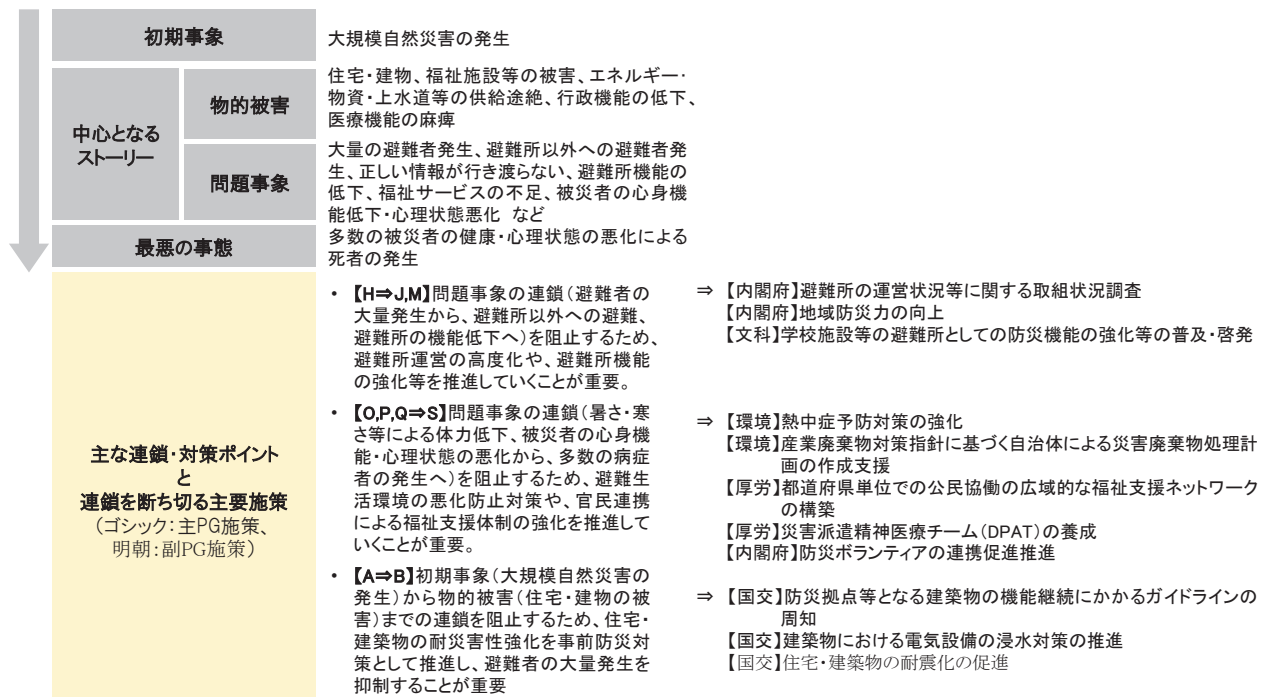 初期事象
大規模自然災害の発生
中心となる
ストーリー
物的被害
住宅・建物、福祉施設等の被害、エネルギー・
物資・上水道等の供給途絶、行政機能の低下、
医療機能の麻痺
問題事象
大量の避難者発生、避難所以外への避難者発
生、正しい情報が行き渡らない、避難所機能の
低下、福祉サービスの不足、被災者の心身機
能低下・心理状態悪化 など
最悪の事態
多数の被災者の健康・心理状態の悪化による
死者の発生
主な連鎖・対策ポイント
と
連鎖を断ち切る主要施策
（ゴシック：主PG施策、
明朝：副PG施策）
・ 【H⇒J,M】問題事象の連鎖（避難者の
大量発生から、避難所以外への避難、
避難所の機能低下へ）を阻止するため、
避難所運営の高度化や、避難所機能
の強化等を推進していくことが重要。
⇒ 【内閣府】避難所の運営状況等に関する取組状況調査
【内閣府】地域防災力の向上
【文科】学校施設等の避難所としての防災機能の強化等の普及・啓発
・ 【O,P,Q⇒S】問題事象の連鎖（暑さ・寒
さ等による体力低下、被災者の心身機
能・心理状態の悪化から、多数の病症
者の発生へ）を阻止するため、避難生
活環境の悪化防止対策や、官民連携
による福祉支援体制の強化を推進して
いくことが重要。
⇒ 【環境】熱中症予防対策の強化
【環境】産業廃棄物対策指針に基づく自治体による災害廃棄物処理計
画の作成支援
【厚労】都道府県単位での公民協働の広域的な福祉支援ネットワーク
の構築
【厚労】災害派遣精神医療チーム（DPAT）の養成
【内閣府】防災ボランティアの連携促進推進
・ 【A⇒B】初期事象（大規模自然災害の
発生）から物的被害（住宅・建物の被
害）までの連鎖を阻止するため、住宅・
建築物の耐災害性強化を事前防災対
策として推進し、避難者の大量発生を
抑制することが重要
⇒ 【国交】防災拠点等となる建築物の機能継続にかかるガイドラインの
周知
【国交】建築物における電気設備の浸水対策の推進
【国交】住宅・建築物の耐震化の促進